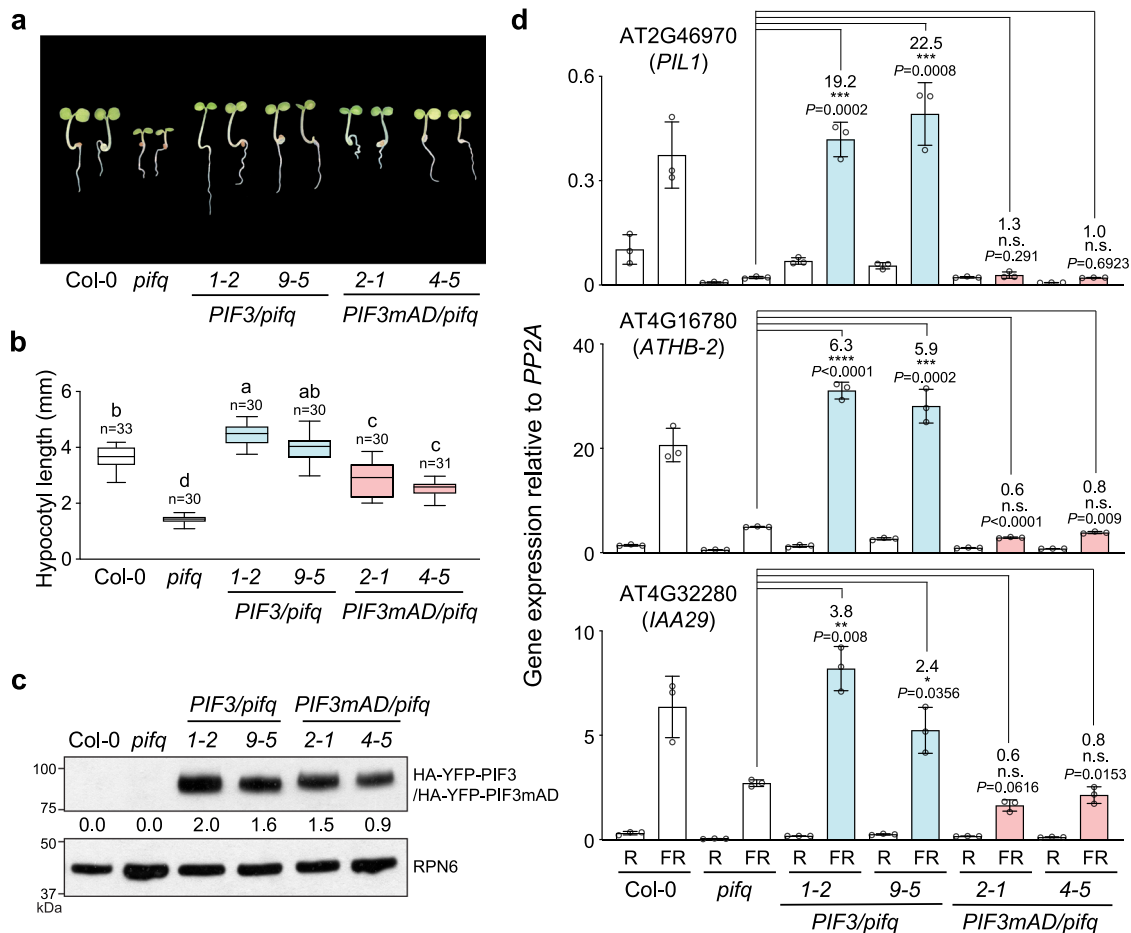 a
Col-0 pifq 1-2 9-5 2-1 4-5
PIF3/pifq PIF3mAD/pifq
b
Hypocotyl length (mm)
6
4
2
0
b
n=33
d
n=30
a
n=30
ab
n=30
c
n=30
c
n=31
Col-0 pifq 1-2 9-5 2-1 4-5
PIF3/pifq PIF3mAD/pifq
c
PIF3/pifq PIF3mAD/pifq
Col-0 pifq 1-2 9-5 2-1 4-5
100
75
HA-YFP-PIF3
/HA-YFP-PIF3mAD
0.0 0.0 2.0 1.6 1.5 0.9
50
37
kDa
RPN6
d
Gene expression relative to PP2A
AT2G46970
(PIL1)
0.6
0.3
0
19.2
***
P=0.0002
22.5
***
P=0.0008
1.3
n.s.
P=0.291
1.0
n.s.
P=0.6923
AT4G16780
(ATHB-2)
40
20
0
6.3
****
P<0.0001
5.9
***
P=0.0002
0.6
n.s.
P<0.0001
0.8
n.s.
P=0.009
AT4G32280
(IAA29)
10
5
0
3.8
**
P=0.008
2.4
*
P=0.0356
0.6
n.s.
P=0.0616
0.8
n.s.
P=0.0153
R FR R FR R FR R FR R FR R FR
Col-0 pifq 1-2 9-5 2-1 4-5
PIF3/pifq PIF3mAD/pifq